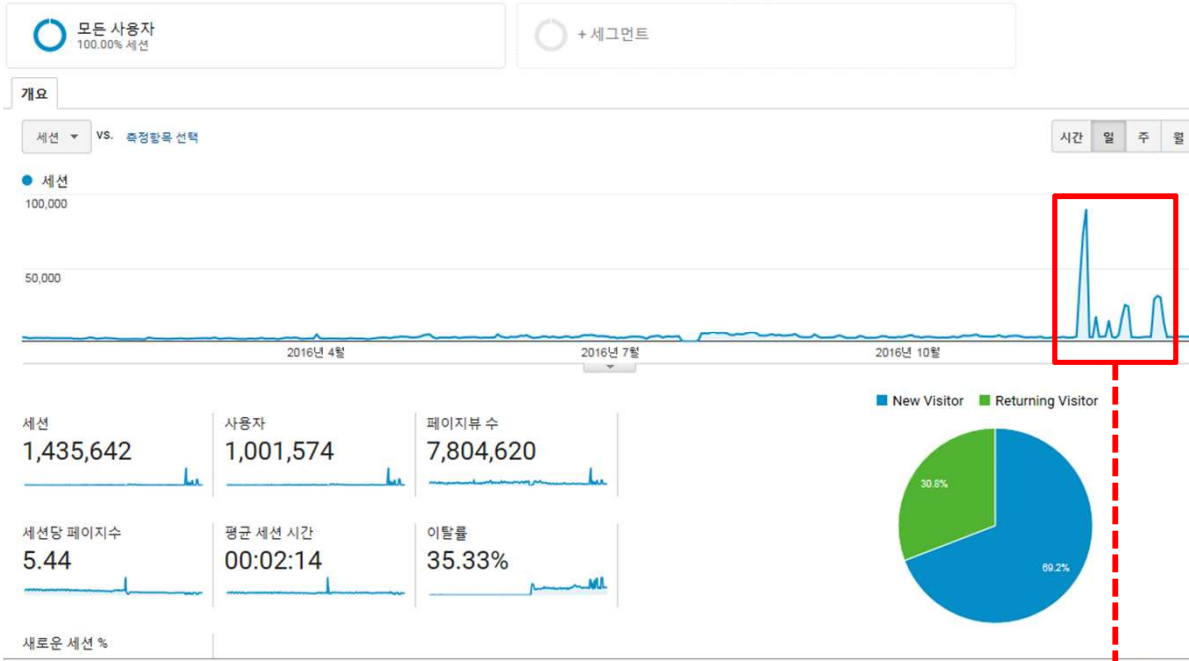 모든 사용자
100.00% 세션
+ 세그먼트
개요
세션 VS. 측정항목 선택
시간 일 주 월
세션
100,000
50,000
2016년 4월 2016년 7월 2016년 10월
New Visitor Returning Visitor
세션 사용자 페이지뷰 수
1,435,642 1,001,574 7,804,620
30.8%
세션당 페이지수 평균 세션 시간 이탈률
5.44 00:02:14 35.33%
69.2%
새로운 세션 %